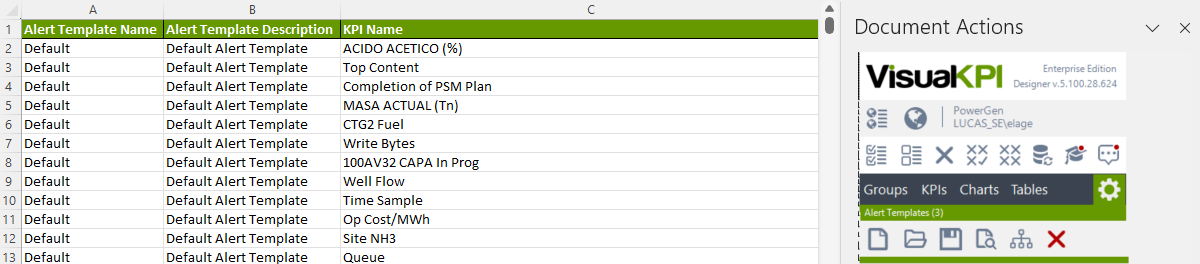 A B C
1 Alert Template Name Alert Template Description KPI Name
2 Default Default Alert Template ACIDO ACETICO (%)
3 Default Default Alert Template Top Content
4 Default Default Alert Template Completion of PSM Plan
5 Default Default Alert Template MASA ACTUAL (Tn)
6 Default Default Alert Template CTG2 Fuel
7 Default Default Alert Template Write Bytes
8 Default Default Alert Template 100AV32 CAPA In Prog
9 Default Default Alert Template Well Flow
10 Default Default Alert Template Time Sample
11 Default Default Alert Template Op Cost/MWh
12 Default Default Alert Template Site NH3
13 Default Default Alert Template Queue
Document Actions
VisualKPI
Enterprise Edition
Designer v.5.100.28.624
PowerGen
LUCAS_SE\elage
Groups KPIs Charts Tables
Alert Templates (3)